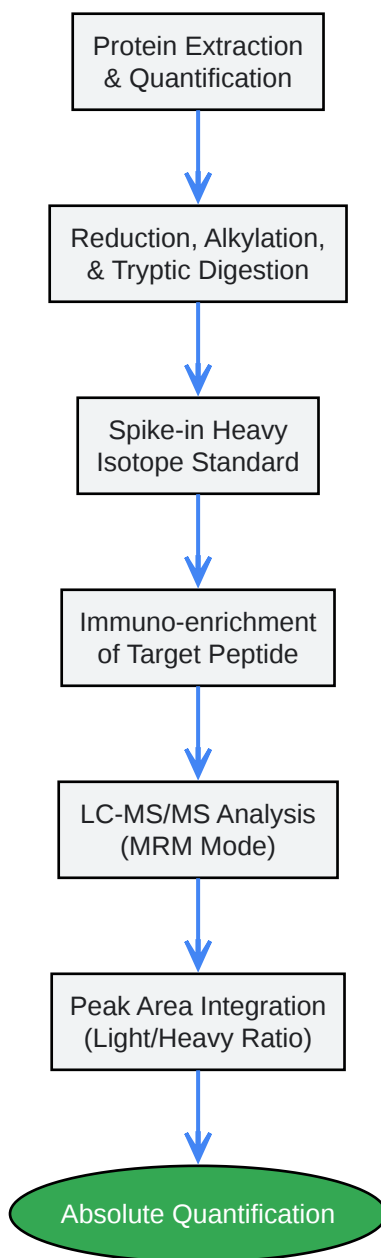 Protein Extraction
& Quantification
Reduction, Alkylation,
& Tryptic Digestion
Spike-in Heavy
Isotope Standard
Immuno-enrichment
of Target Peptide
LC-MS/MS Analysis
(MRM Mode)
Peak Area Integration
(Light/Heavy Ratio)
Absolute Quantification